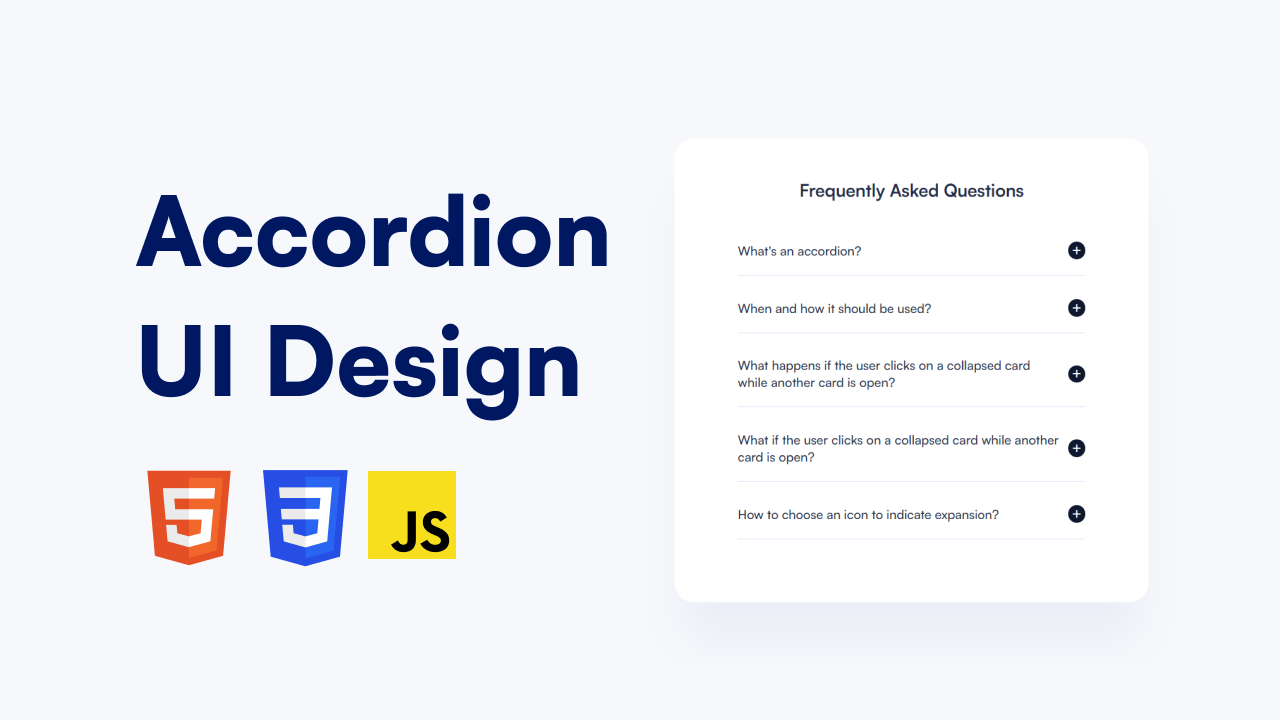 Accordion
UI Design
5
3
JS
Frequently Asked Questions
What's an accordion?
When and how it should be used?
What happens if the user clicks on a collapsed card
while another card is open?
What if the user clicks on a collapsed card while another
card is open?
How to choose an icon to indicate expansion?